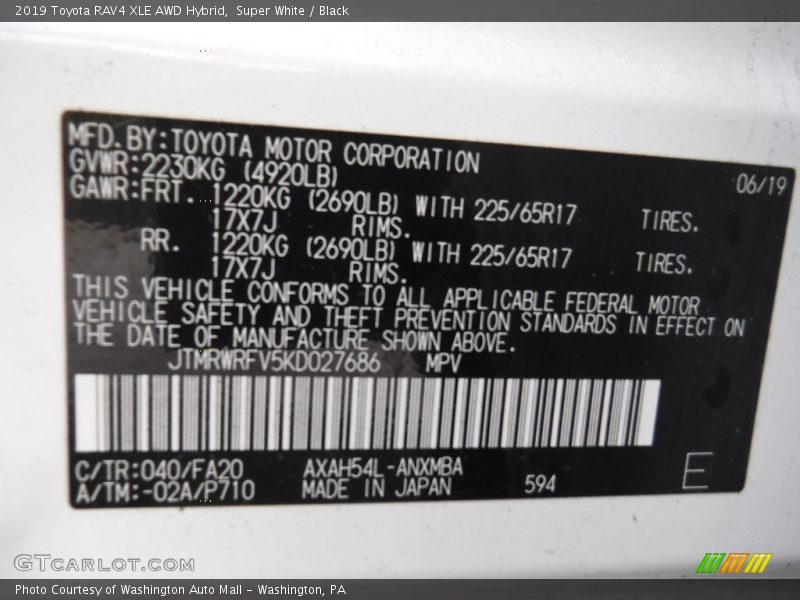 2019 Toyota RAV4 XLE AWD Hybrid,  Super White / Black
MFD.BY:TOYOTA MOTOR CORPORATION
06/19
GVWR:2230KG (4920LB)
GAWR:FRT. 1220KG (2690LB) WITH 225/65R17 TIRES.
17X7J RIMS.
RR. 1220KG (2690LB) WITH 225/65R17 TIRES.
17X7J RIMS.
THIS VEHICLE CONFORMS TO ALL APPLICABLE FEDERAL MOTOR
VEHICLE SAFETY AND THEFT PREVENTION STANDARDS IN EFFECT ON
THE DATE OF MANUFACTURE SHOWN ABOVE.
JTMRWRFV5KD027686 MPV
C/TR:040/FA20 AXAH54L-ANXMBA
A/TM:-02A/P710 MADE IN JAPAN 594 E
GTCARLOT.COM
Photo Courtesy of Washington Auto Mall - Washington, PA